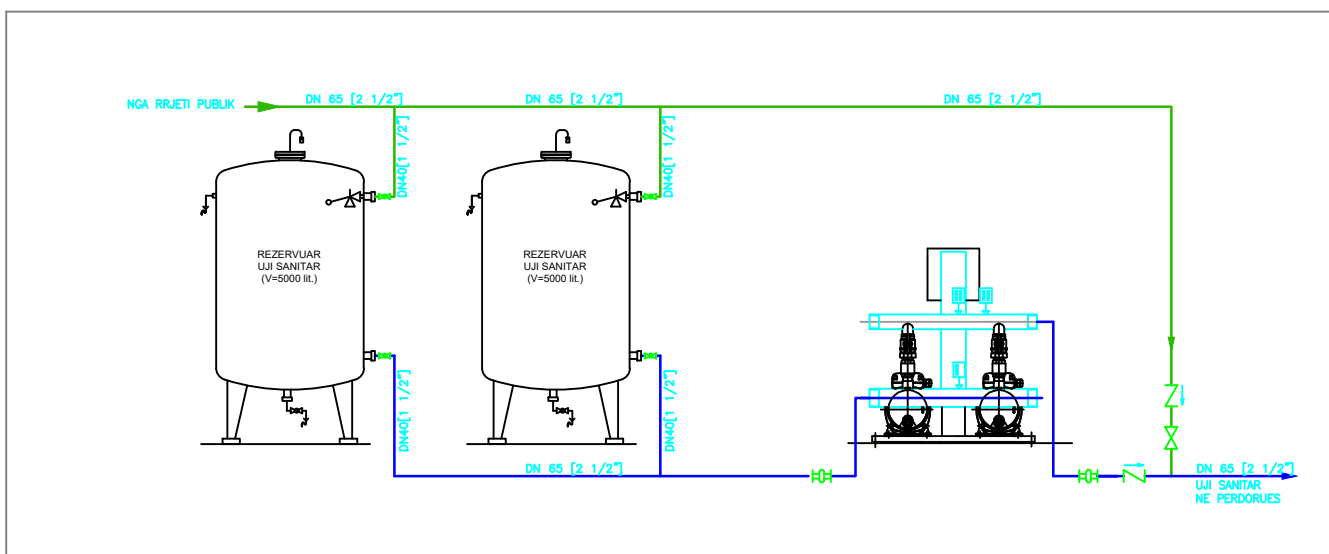 NGA RRJETI PUBLIK
DN 65 [2 1/2"]
DN 65 [2 1/2"]
DN 65 [2 1/2"]
DN40[1 1/2"]
DN40[1 1/2"]
REZERVUAR
UJI SANITAR
(V=5000 lit.)
REZERVUAR
UJI SANITAR
(V=5000 lit.)
DN40[1 1/2"]
DN40[1 1/2"]
DN 65 [2 1/2"]
DN 65 [2 1/2"]
UJI SANITAR
NE PERDORUES